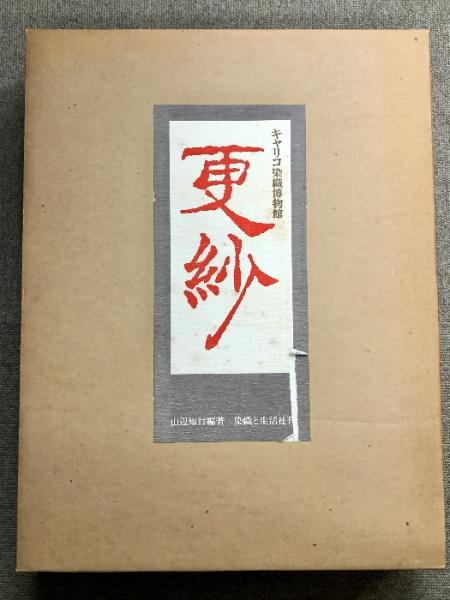 キャリコ染織博物館
更紗
山辺知行編著 染織と生活社刊